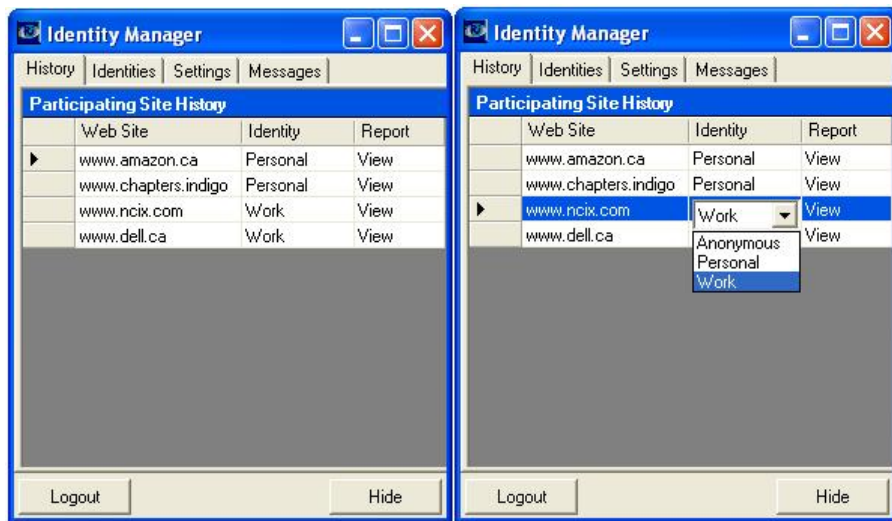 Identity Manager
History Identities Settings Messages
Participating Site History
Web Site Identity Report
www.amazon.ca Personal View
www.chapters.indigo Personal View
www.ncix.com Work View
www.dell.ca Work View
Logout Hide
Identity Manager
History Identities Settings Messages
Participating Site History
Web Site Identity Report
www.amazon.ca Personal View
www.chapters.indigo Personal View
www.ncix.com Work View
www.dell.ca Anonymous View
Personal
Work
Logout Hide